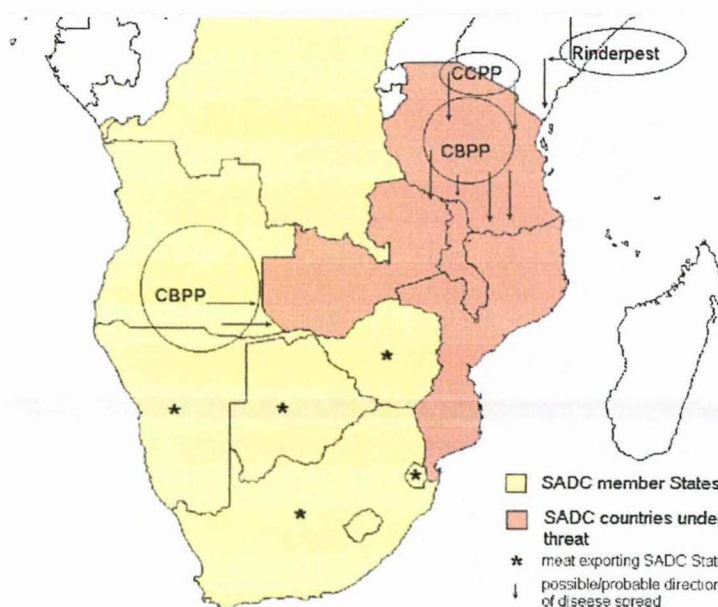 Rinderpest
CCPP
CBPP
CBPP
SADC member States
SADC countries under
threat
* meat exporting SADC Stat
possible/probable direction
of disease spread